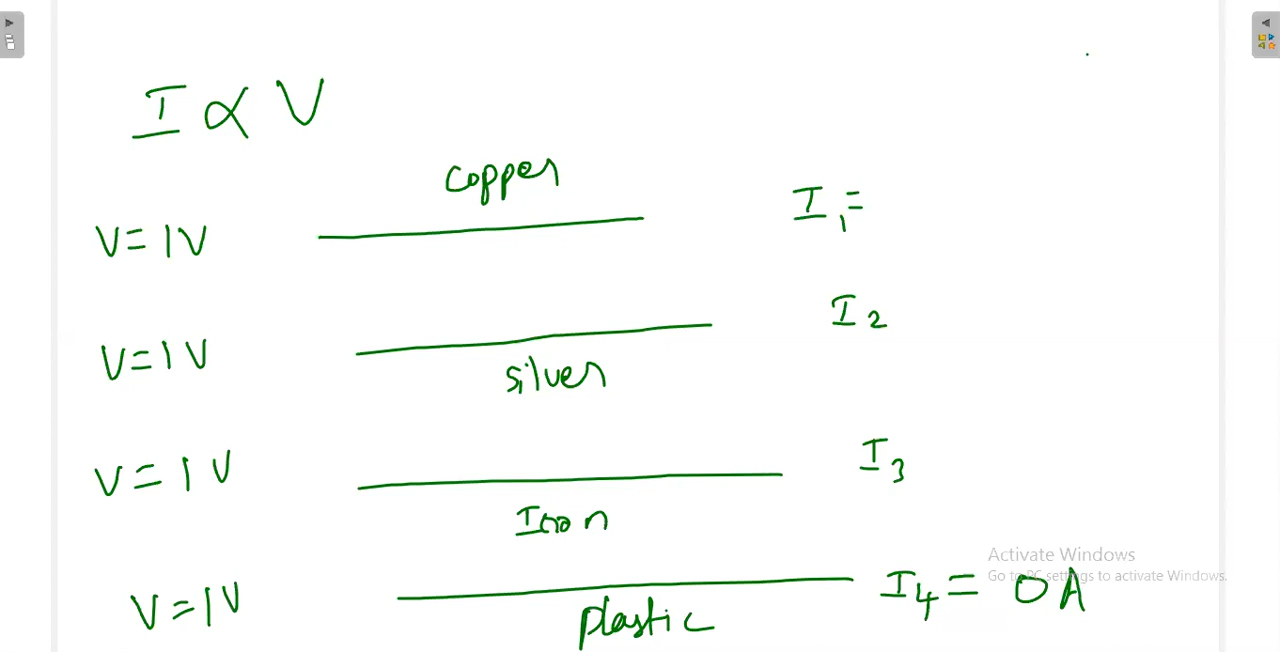 I ∝ V
copper
V = 1V
I1 =
I2
V = 1V
silver
V = 1V
I3
Iron
Activate Windows
Go to PC settings to activate Windows.
V = 1V
I4 = 0A
plastic